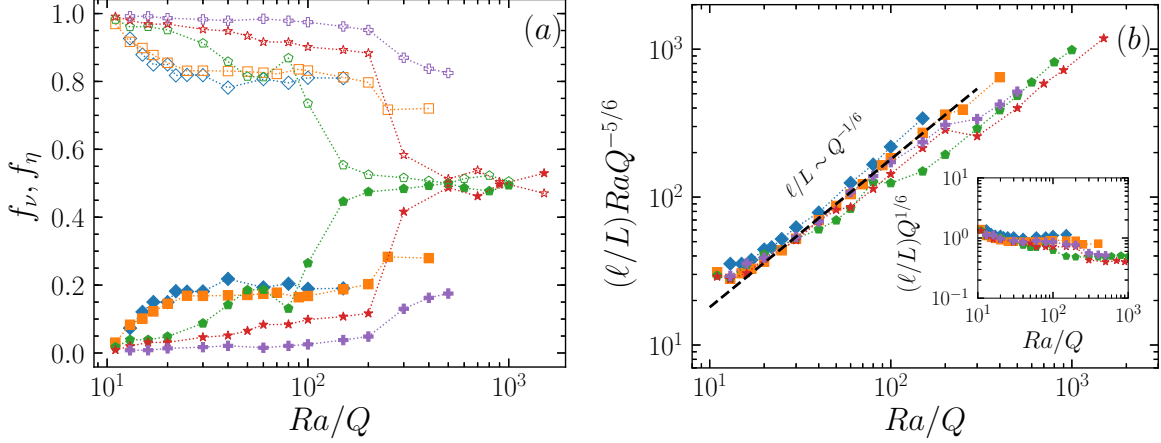 (a)
f_ν, f_η
1.0
0.8
0.6
0.4
0.2
0.0
10^1
10^2
10^3
Ra/Q
(b)
(ℓ/L)RaQ^{-5/6}
10^3
10^2
10^1
ℓ/L ~ Q^{-1/6}
10^1
10^2
10^3
Ra/Q
(ℓ/L)Q^{1/6}
10^1
10^0
10^{-1}
10^1
10^2
10^3
Ra/Q